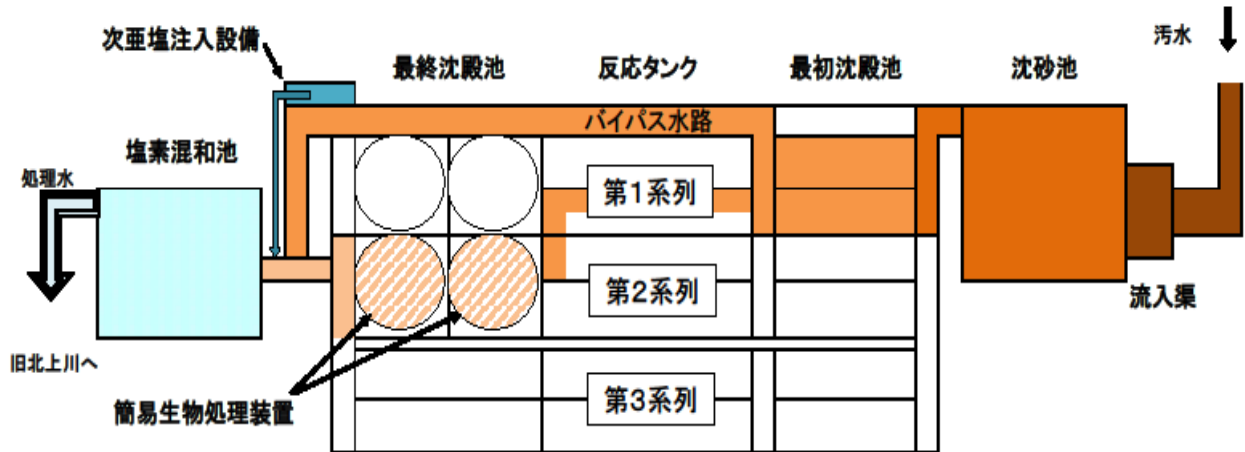 汚水
次亜塩注入設備
最終沈殿池
反応タンク
最初沈殿池
沈砂池
バイパス水路
塩素混和池
処理水
第1系列
第2系列
流入渠
旧北上川へ
簡易生物処理装置
第3系列